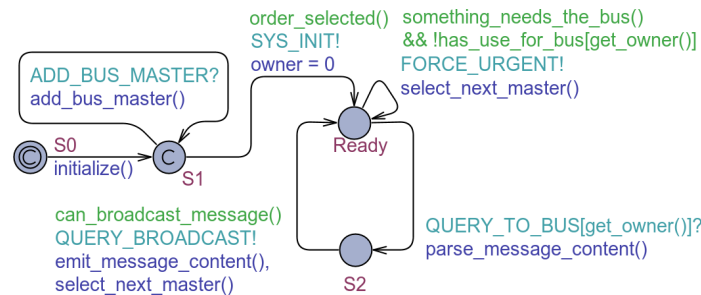 order_selected()
SYS_INIT!
owner = 0
something_needs_the_bus()
&& !has_use_for_bus[get_owner()]
FORCE_URGENT!
select_next_master()
ADD_BUS_MASTER?
add_bus_master()
S0
initialize()
C
C
S1
Ready
can_broadcast_message()
QUERY_BROADCAST!
emit_message_content(),
select_next_master()
QUERY_TO_BUS[get_owner()]?
parse_message_content()
S2